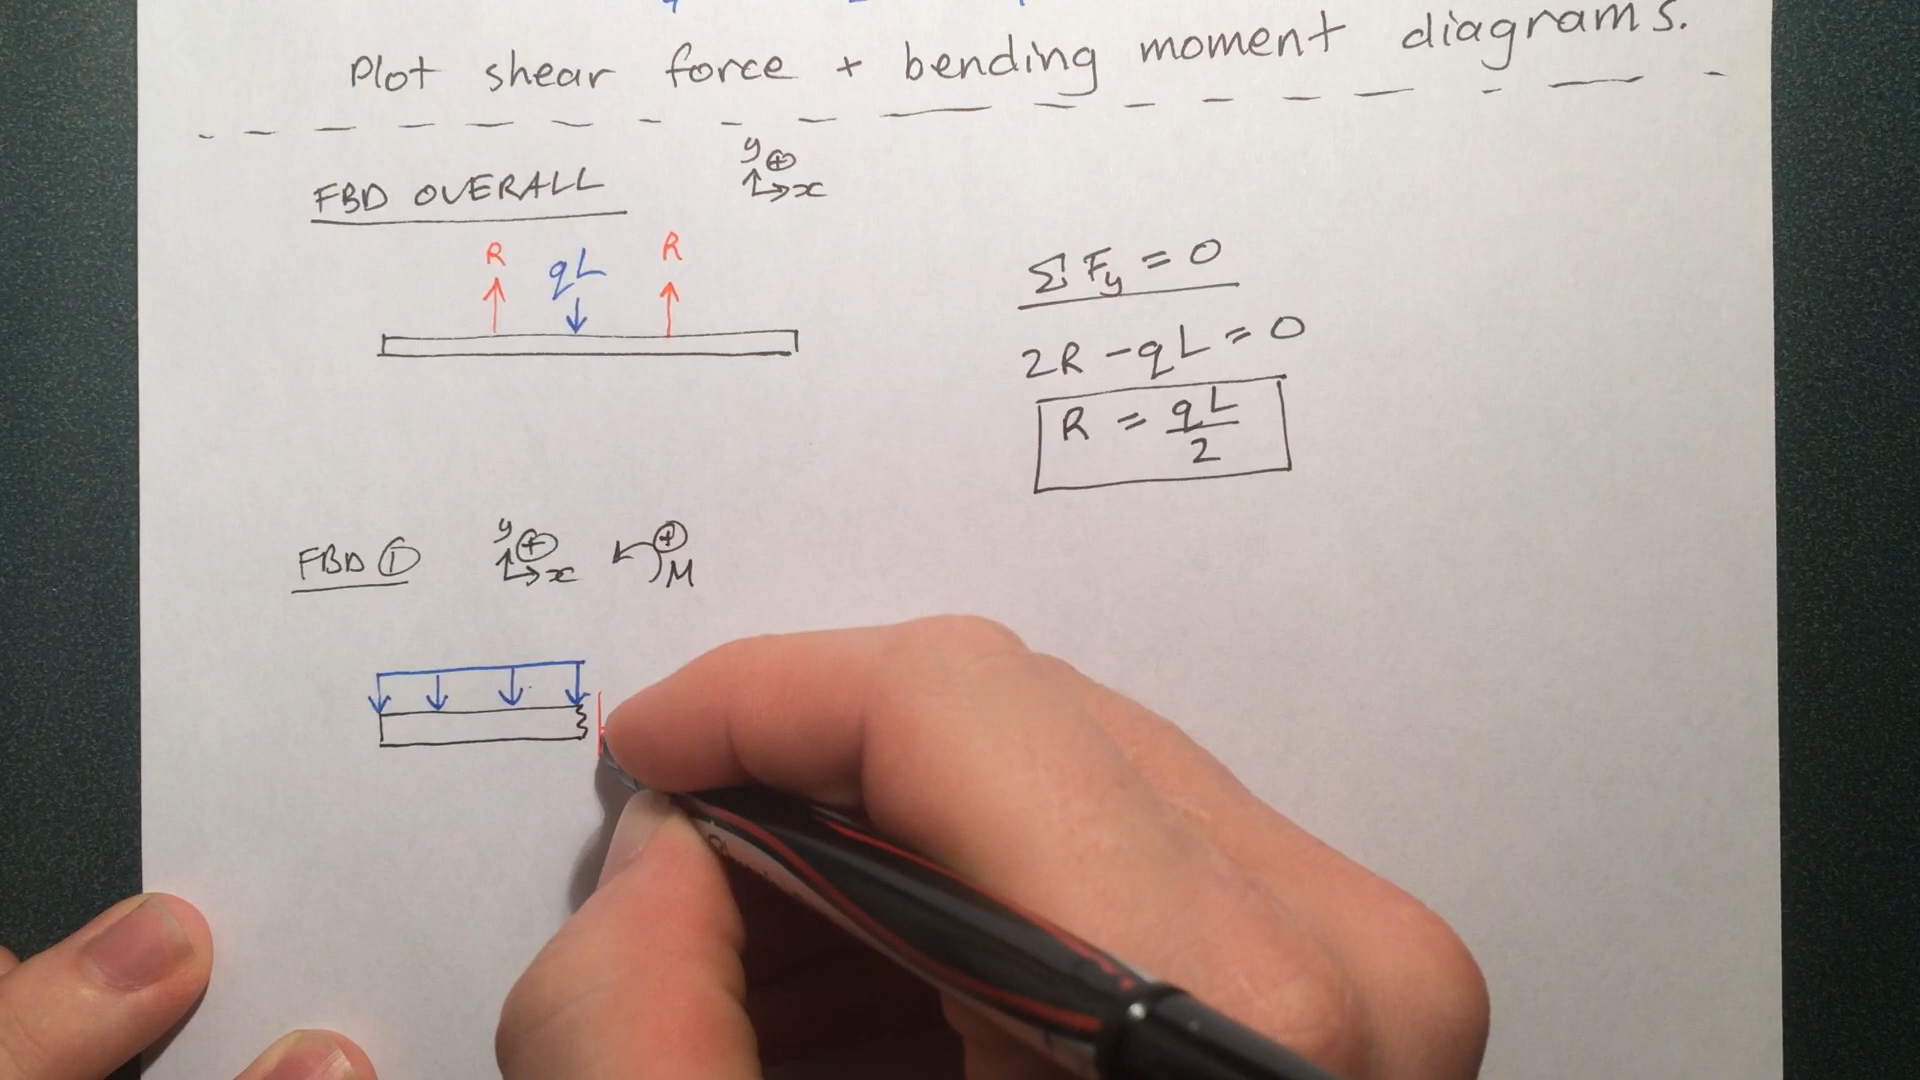 Plot shear force + bending moment diagrams.
y ⊕
x
FBD OVERALL
R qL R
ΣFy = 0
2R - qL = 0
R = qL/2
FBD ① y ⊕ x ⊕ M